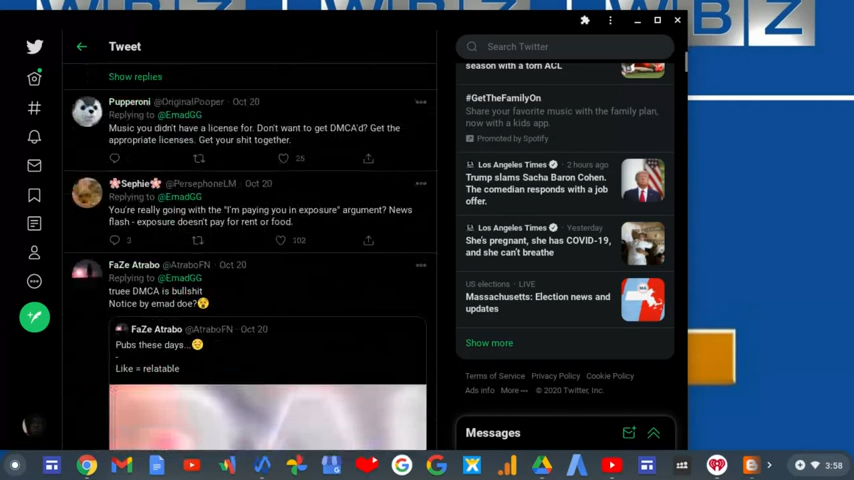 Tweet
Show replies
Pupperoni @OriginalPooper · Oct 20
Replying to @EmadGG
Music you didn't have a license for. Don't want to get DMCA'd? Get the
appropriate licenses. Get your shit together.
25
🌸Sephie🌸 @PersephoneLM · Oct 20
Replying to @EmadGG
You're really going with the "I'm paying you in exposure" argument? News
flash - exposure doesn't pay for rent or food.
3 102
FaZe Atrabo @AtraboFN · Oct 20
Replying to @EmadGG
truee DMCA is bullshit
Notice by emad doe?😮
FaZe Atrabo @AtraboFN · Oct 20
Pubs these days...😔
-
Like = relatable
Search Twitter
season with a torn ACL
#GetTheFamilyOn
Share your favorite music with the family plan,
now with a kids app.
Promoted by Spotify
Los Angeles Times · 2 hours ago
Trump slams Sacha Baron Cohen.
The comedian responds with a job
offer.
Los Angeles Times · Yesterday
She's pregnant, she has COVID-19,
and she can't breathe
US elections · LIVE
Massachusetts: Election news and
updates
MA
Show more
Terms of Service Privacy Policy Cookie Policy
Ads info More ··· © 2020 Twitter, Inc.
Messages
BZ
3:58